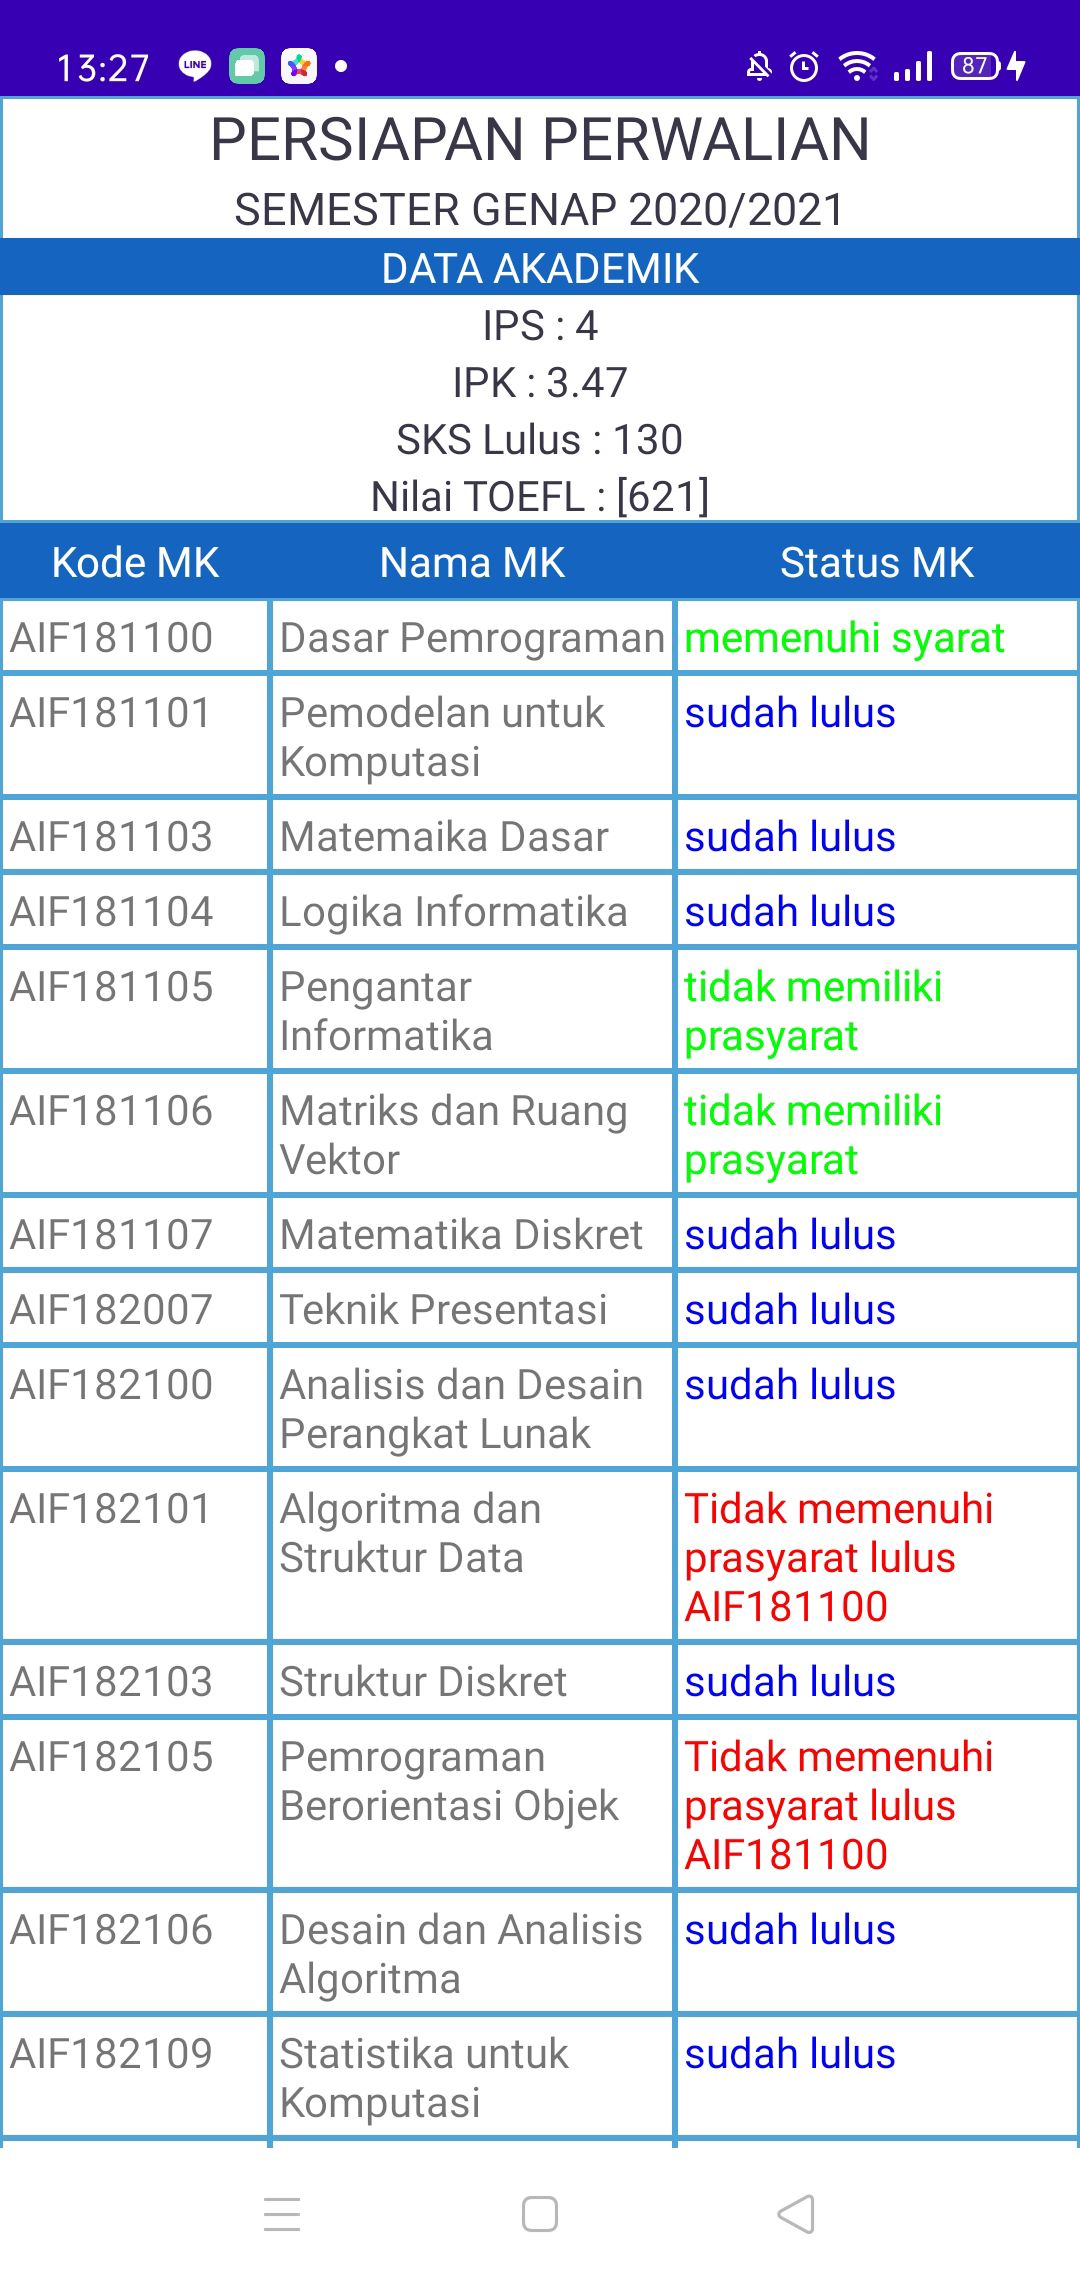 13:27 LINE 87
PERSIAPAN PERWALIAN
SEMESTER GENAP 2020/2021
DATA AKADEMIK
IPS : 4
IPK : 3.47
SKS Lulus : 130
Nilai TOEFL : [621]
Kode MK Nama MK Status MK
AIF181100 Dasar Pemrograman memenuhi syarat
AIF181101 Pemodelan untuk sudah lulus
Komputasi
AIF181103 Matemaika Dasar sudah lulus
AIF181104 Logika Informatika sudah lulus
AIF181105 Pengantar tidak memiliki
Informatika prasyarat
AIF181106 Matriks dan Ruang tidak memiliki
Vektor prasyarat
AIF181107 Matematika Diskret sudah lulus
AIF182007 Teknik Presentasi sudah lulus
AIF182100 Analisis dan Desain sudah lulus
Perangkat Lunak
AIF182101 Algoritma dan Tidak memenuhi
Struktur Data prasyarat lulus
AIF181100
AIF182103 Struktur Diskret sudah lulus
AIF182105 Pemrograman Tidak memenuhi
Berorientasi Objek prasyarat lulus
AIF181100
AIF182106 Desain dan Analisis sudah lulus
Algoritma
AIF182109 Statistika untuk sudah lulus
Komputasi